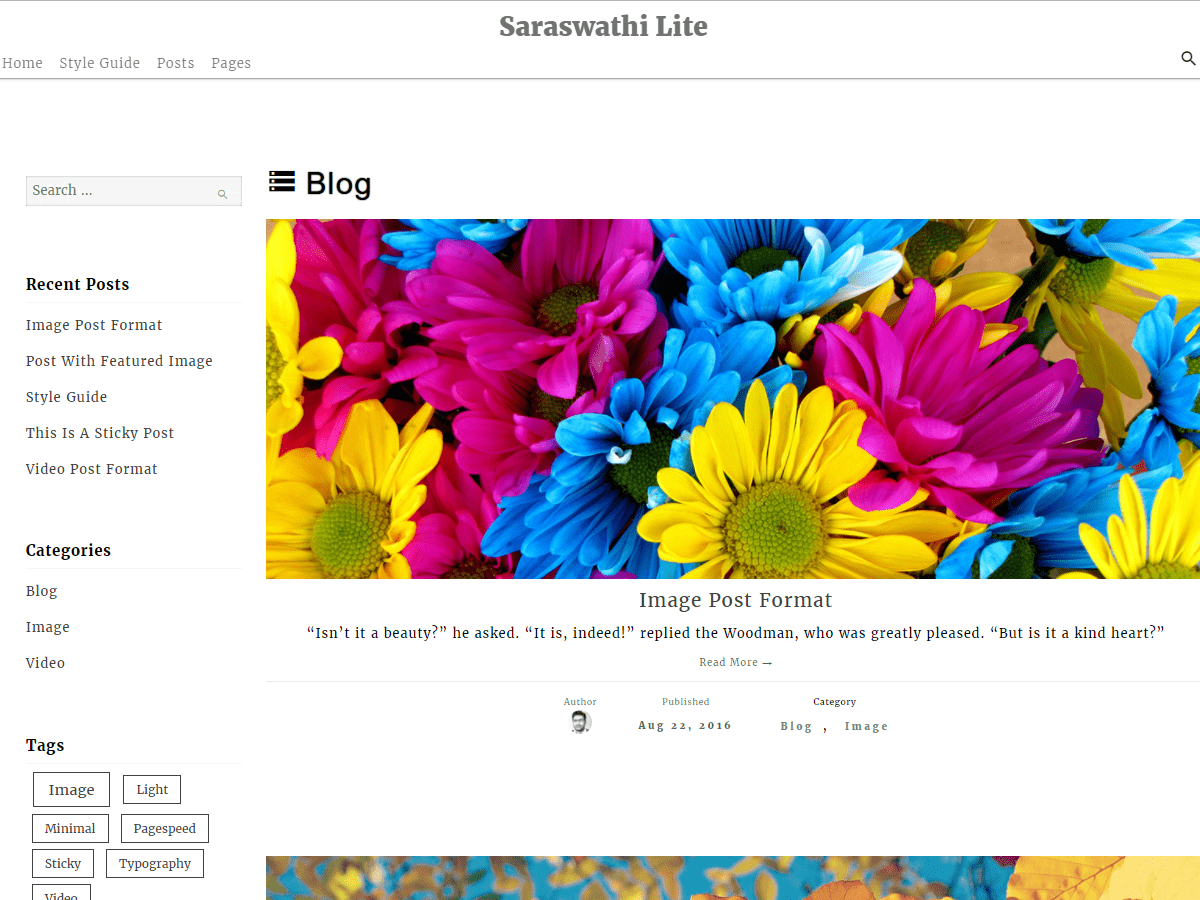 Saraswathi Lite
Home Style Guide Posts Pages
Search ...
Recent Posts
Image Post Format
Post With Featured Image
Style Guide
This Is A Sticky Post
Video Post Format
Categories
Blog
Image
Video
Tags
Image Light
Minimal Pagespeed
Sticky Typography
Video
Blog
Image Post Format
“Isn’t it a beauty?” he asked. “It is, indeed!” replied the Woodman, who was greatly pleased. “But is it a kind heart?”
Read More →
Author Published Category
Aug 22, 2016 Blog , Image